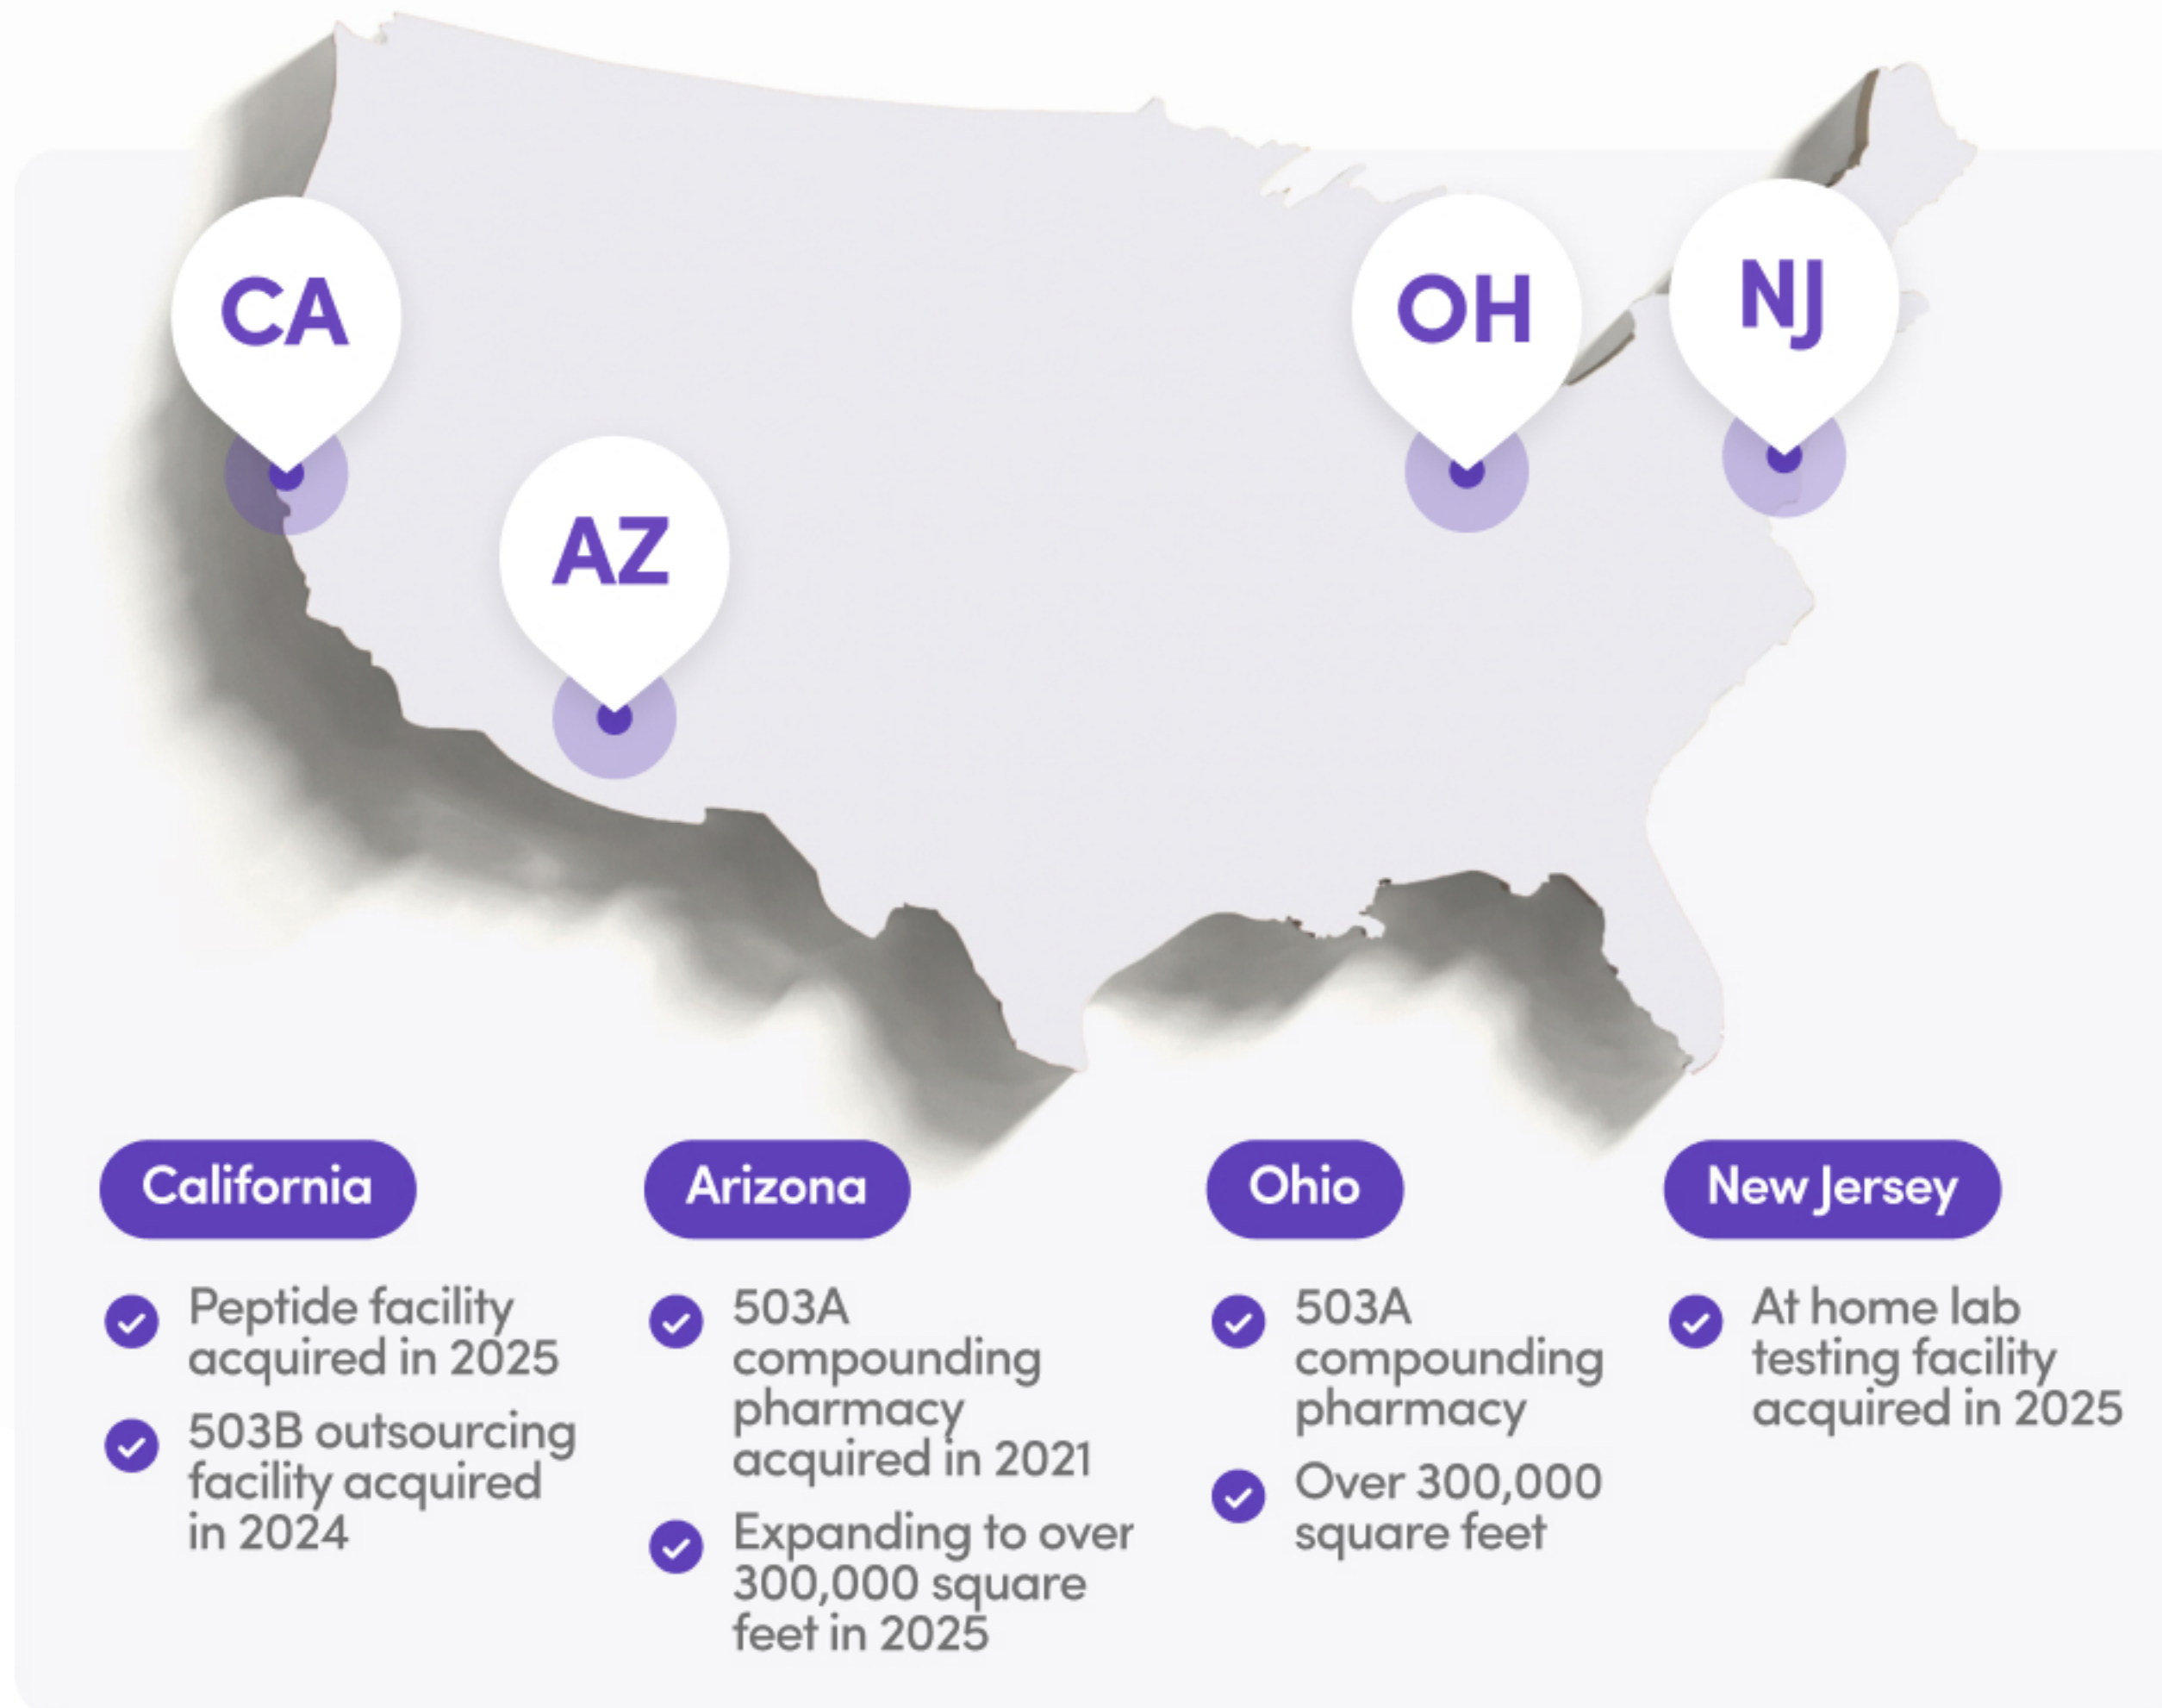 CA
OH
NJ
AZ
California
Peptide facility
acquired in 2025
503B outsourcing
facility acquired
in 2024
Arizona
503A
compounding
pharmacy
acquired in 2021
Expanding to over
300,000 square
feet in 2025
Ohio
503A
compounding
pharmacy
Over 300,000
square feet
New Jersey
At home lab
testing facility
acquired in 2025